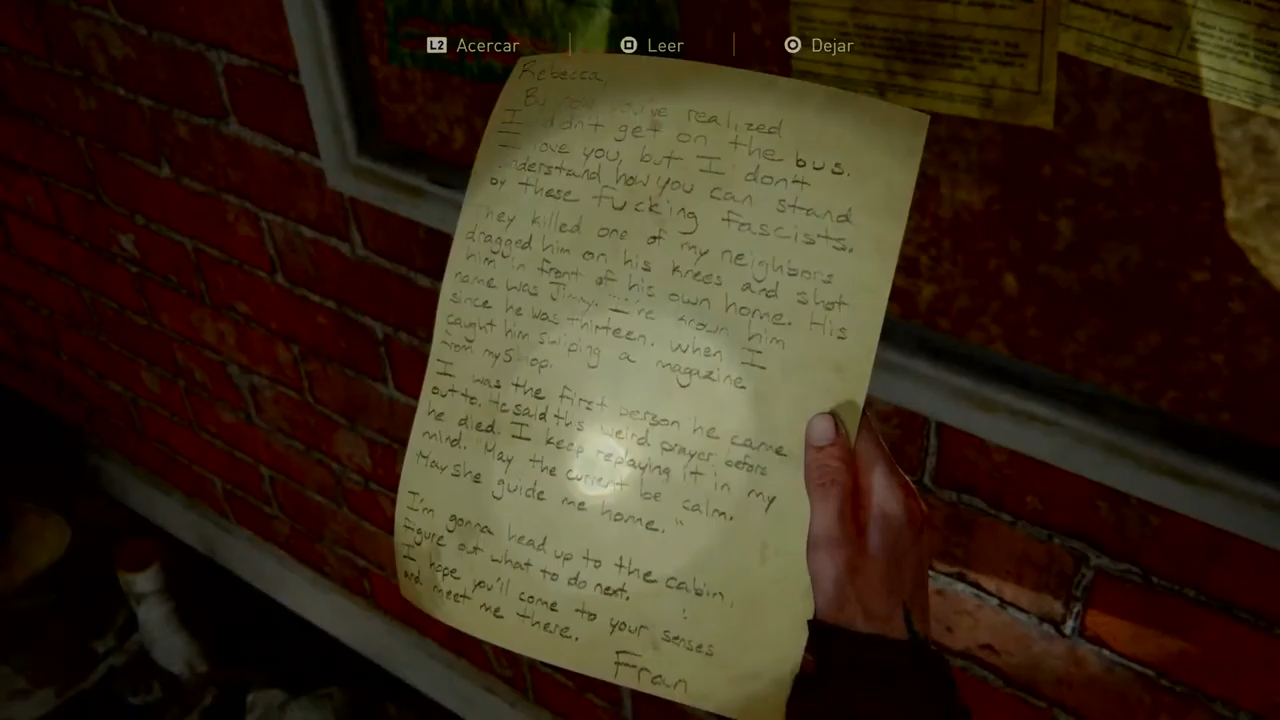 L2 Acercar
Leer
Dejar
Rebecca,
By now you've realized
I didn't get on the bus.
I love you, but I don't
understand how you can stand
by these fucking fascists.
They killed one of my neighbors
dragged him on his knees and shot
him in front of his own home. His
name was Jimmy. I've known him
since he was thirteen. When I
caught him swiping a magazine
from my shop.
I was the first person he came
out to. He said this weird prayer before
he died. I keep replaying it in my
mind. "May the current be calm.
May she guide me home."
I'm gonna head up to the cabin,
figure out what to do next.
I hope you'll come to your senses
and meet me there.
Fran